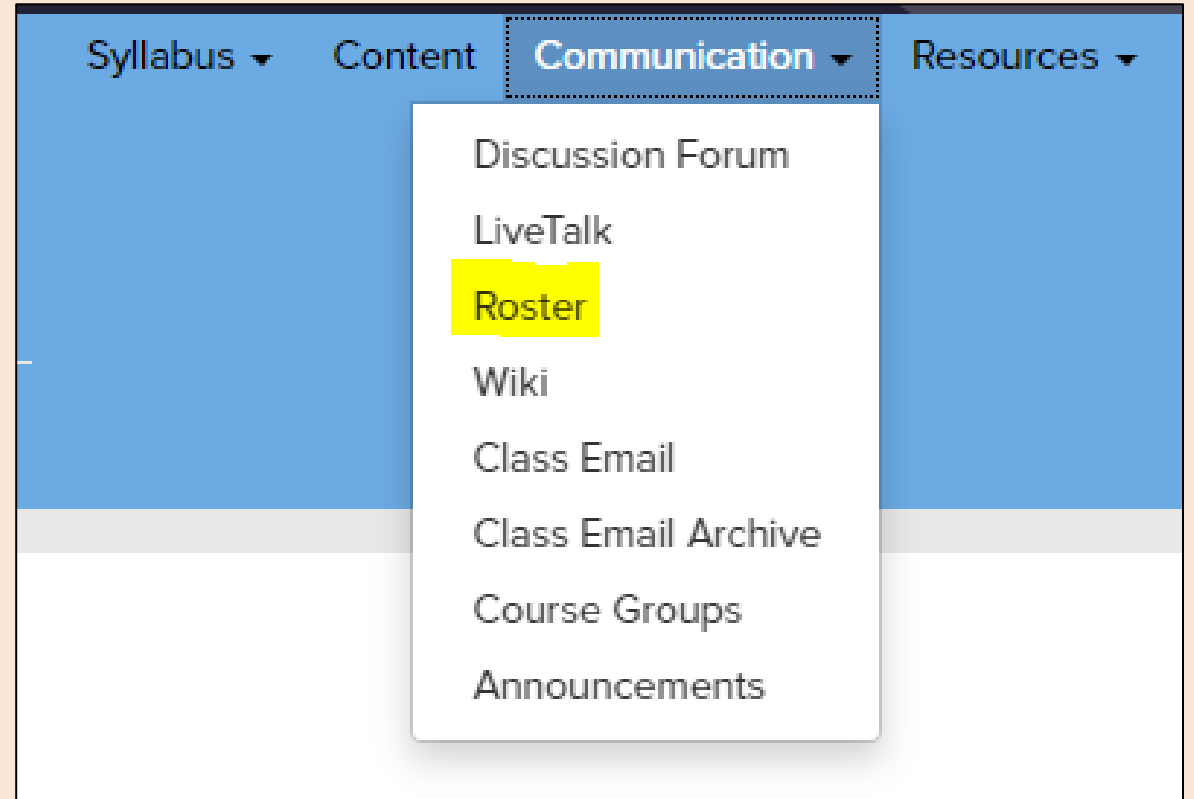 Syllabus Content Communication Resources
Discussion Forum
LiveTalk
Roster
Wiki
Class Email
Class Email Archive
Course Groups
Announcements